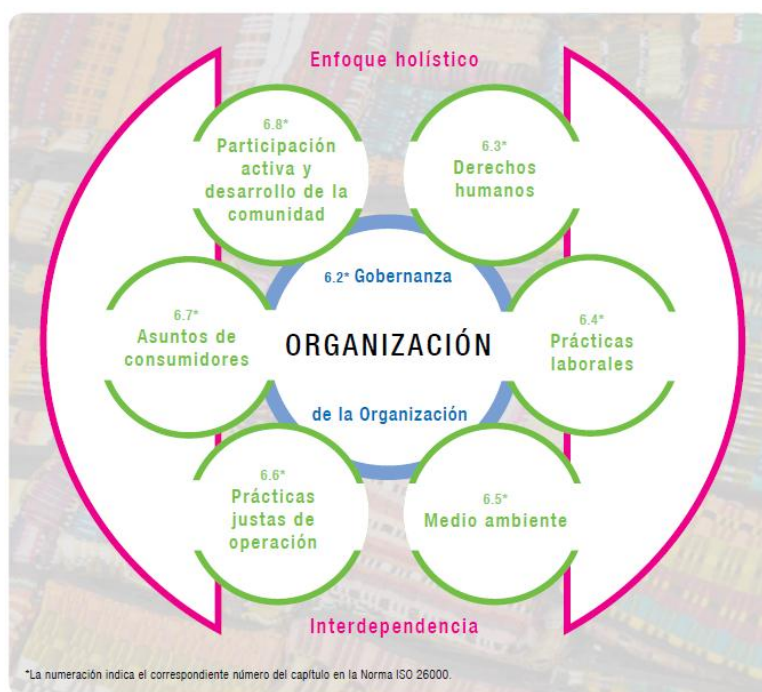 Enfoque holístico
6.8*
Participación
activa y
desarrollo de la
comunidad
6.3*
Derechos
humanos
6.2* Gobernanza
6.7*
Asuntos de
consumidores
ORGANIZACIÓN
6.4*
Prácticas
laborales
de la Organización
6.6*
Prácticas
justas de
operación
6.5*
Medio ambiente
Interdependencia
*La numeración indica el correspondiente número del capítulo en la Norma ISO 26000.